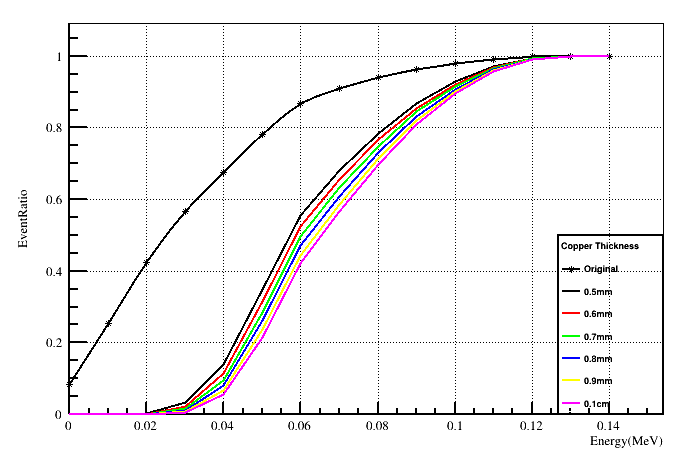 1
0.8
0.6
0.4
0.2
0
EventRatio
Copper Thickness
Original
0.5mm
0.6mm
0.7mm
0.8mm
0.9mm
0.1cm
0 0.02 0.04 0.06 0.08 0.1 0.12 0.14
Energy(MeV)